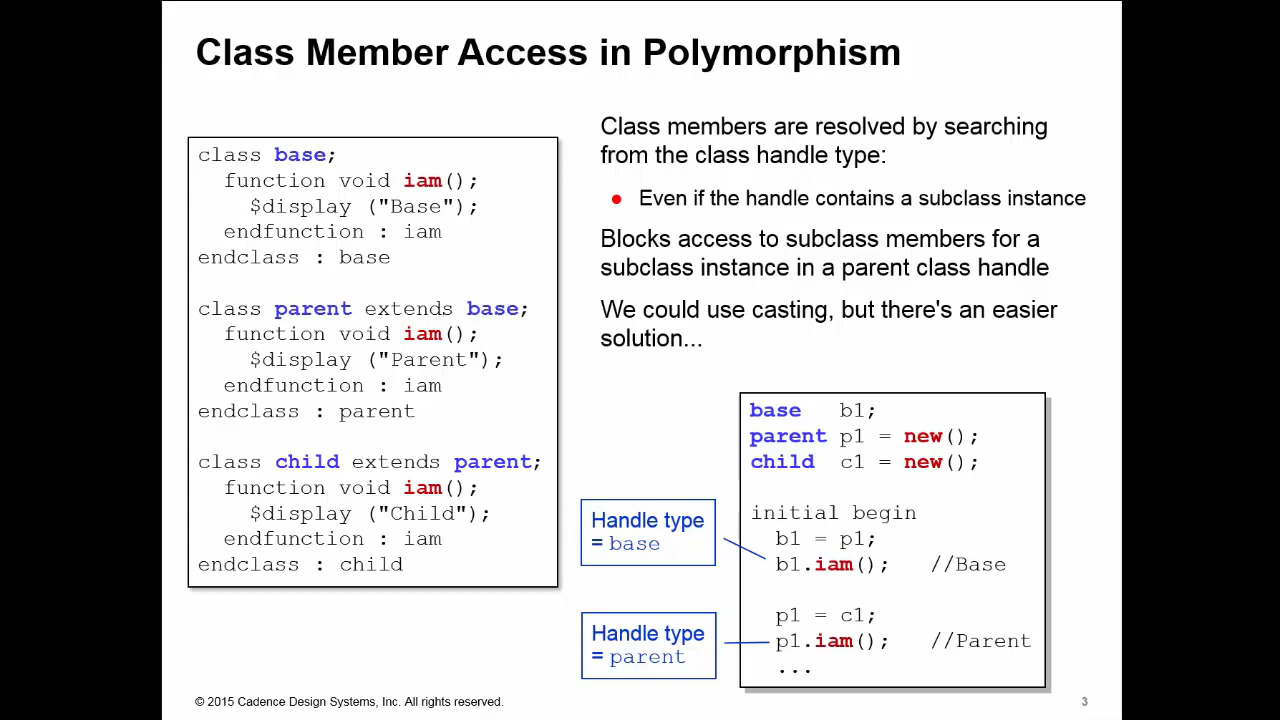 Class Member Access in Polymorphism
class base;
function void iam();
$display ("Base");
endfunction : iam
endclass : base
class parent extends base;
function void iam();
$display ("Parent");
endfunction : iam
endclass : parent
class child extends parent;
function void iam();
$display ("Child");
endfunction : iam
endclass : child
Class members are resolved by searching
from the class handle type:
● Even if the handle contains a subclass instance
Blocks access to subclass members for a
subclass instance in a parent class handle
We could use casting, but there's an easier
solution...
base b1;
parent p1 = new();
child c1 = new();
initial begin
b1 = p1;
b1.iam(); //Base
p1 = c1;
p1.iam(); //Parent
...
Handle type
= base
Handle type
= parent
© 2015 Cadence Design Systems, Inc. All rights reserved.
3